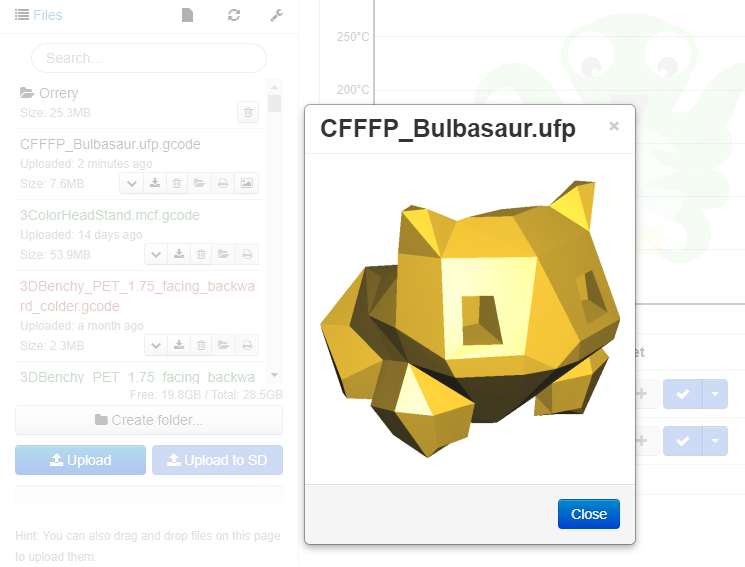 Files
Search...
Orrery
Size: 25.3MB
CFFFP_Bulbasaur.ufp.gcode
Uploaded: 2 minutes ago
Size: 7.6MB
3ColorHeadStand.mcf.gcode
Uploaded: 14 days ago
Size: 53.9MB
3DBenchy_PET_1.75_facing_backwa
rd_colder.gcode
Uploaded: a month ago
Size: 2.3MB
3DBenchy_PET_1.75_facing_backwa
Free: 19.8GB / Total: 28.5GB
Create folder...
Upload
Upload to SD
Hint: You can also drag and drop files on this page
to upload them.
250°C
200°C
CFFFFP_Bulbasaur.ufp
×
Close
et